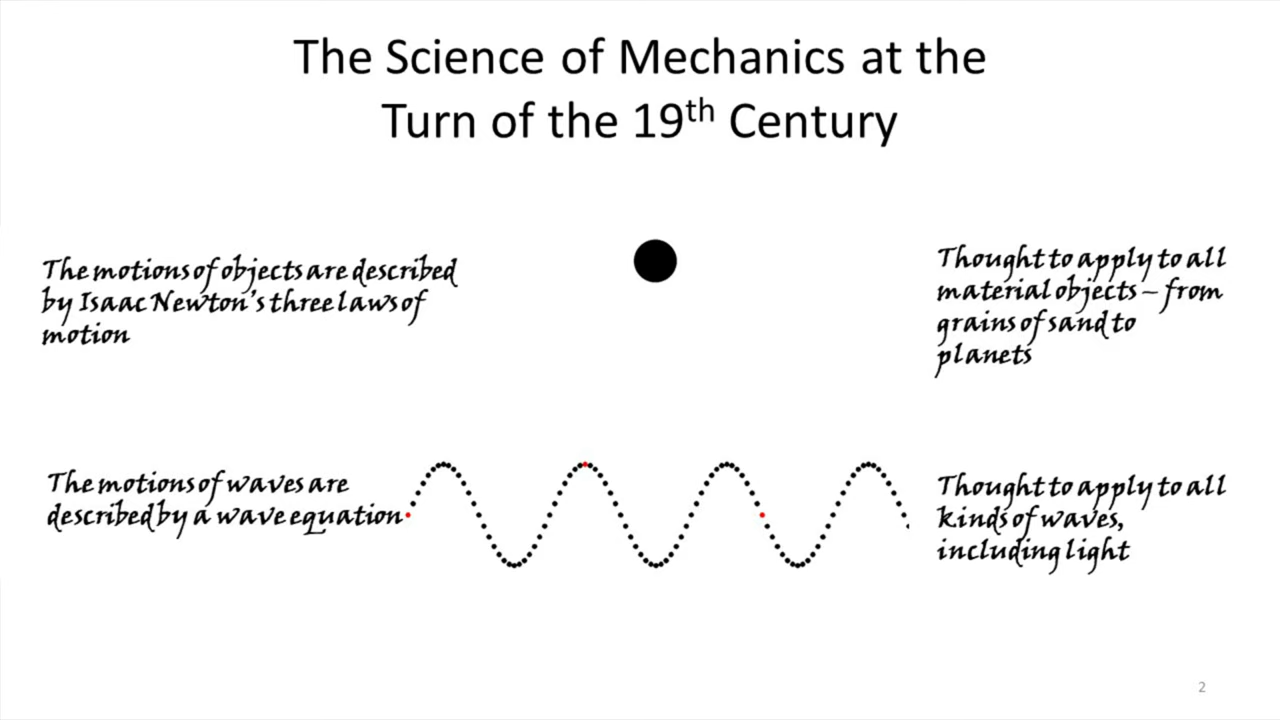 The Science of Mechanics at the
Turn of the 19th Century
The motions of objects are described
by Isaac Newton's three laws of
motion
Thought to apply to all
material objects – from
grains of sand to
planets
The motions of waves are
described by a wave equation
Thought to apply to all
kinds of waves,
including light
2